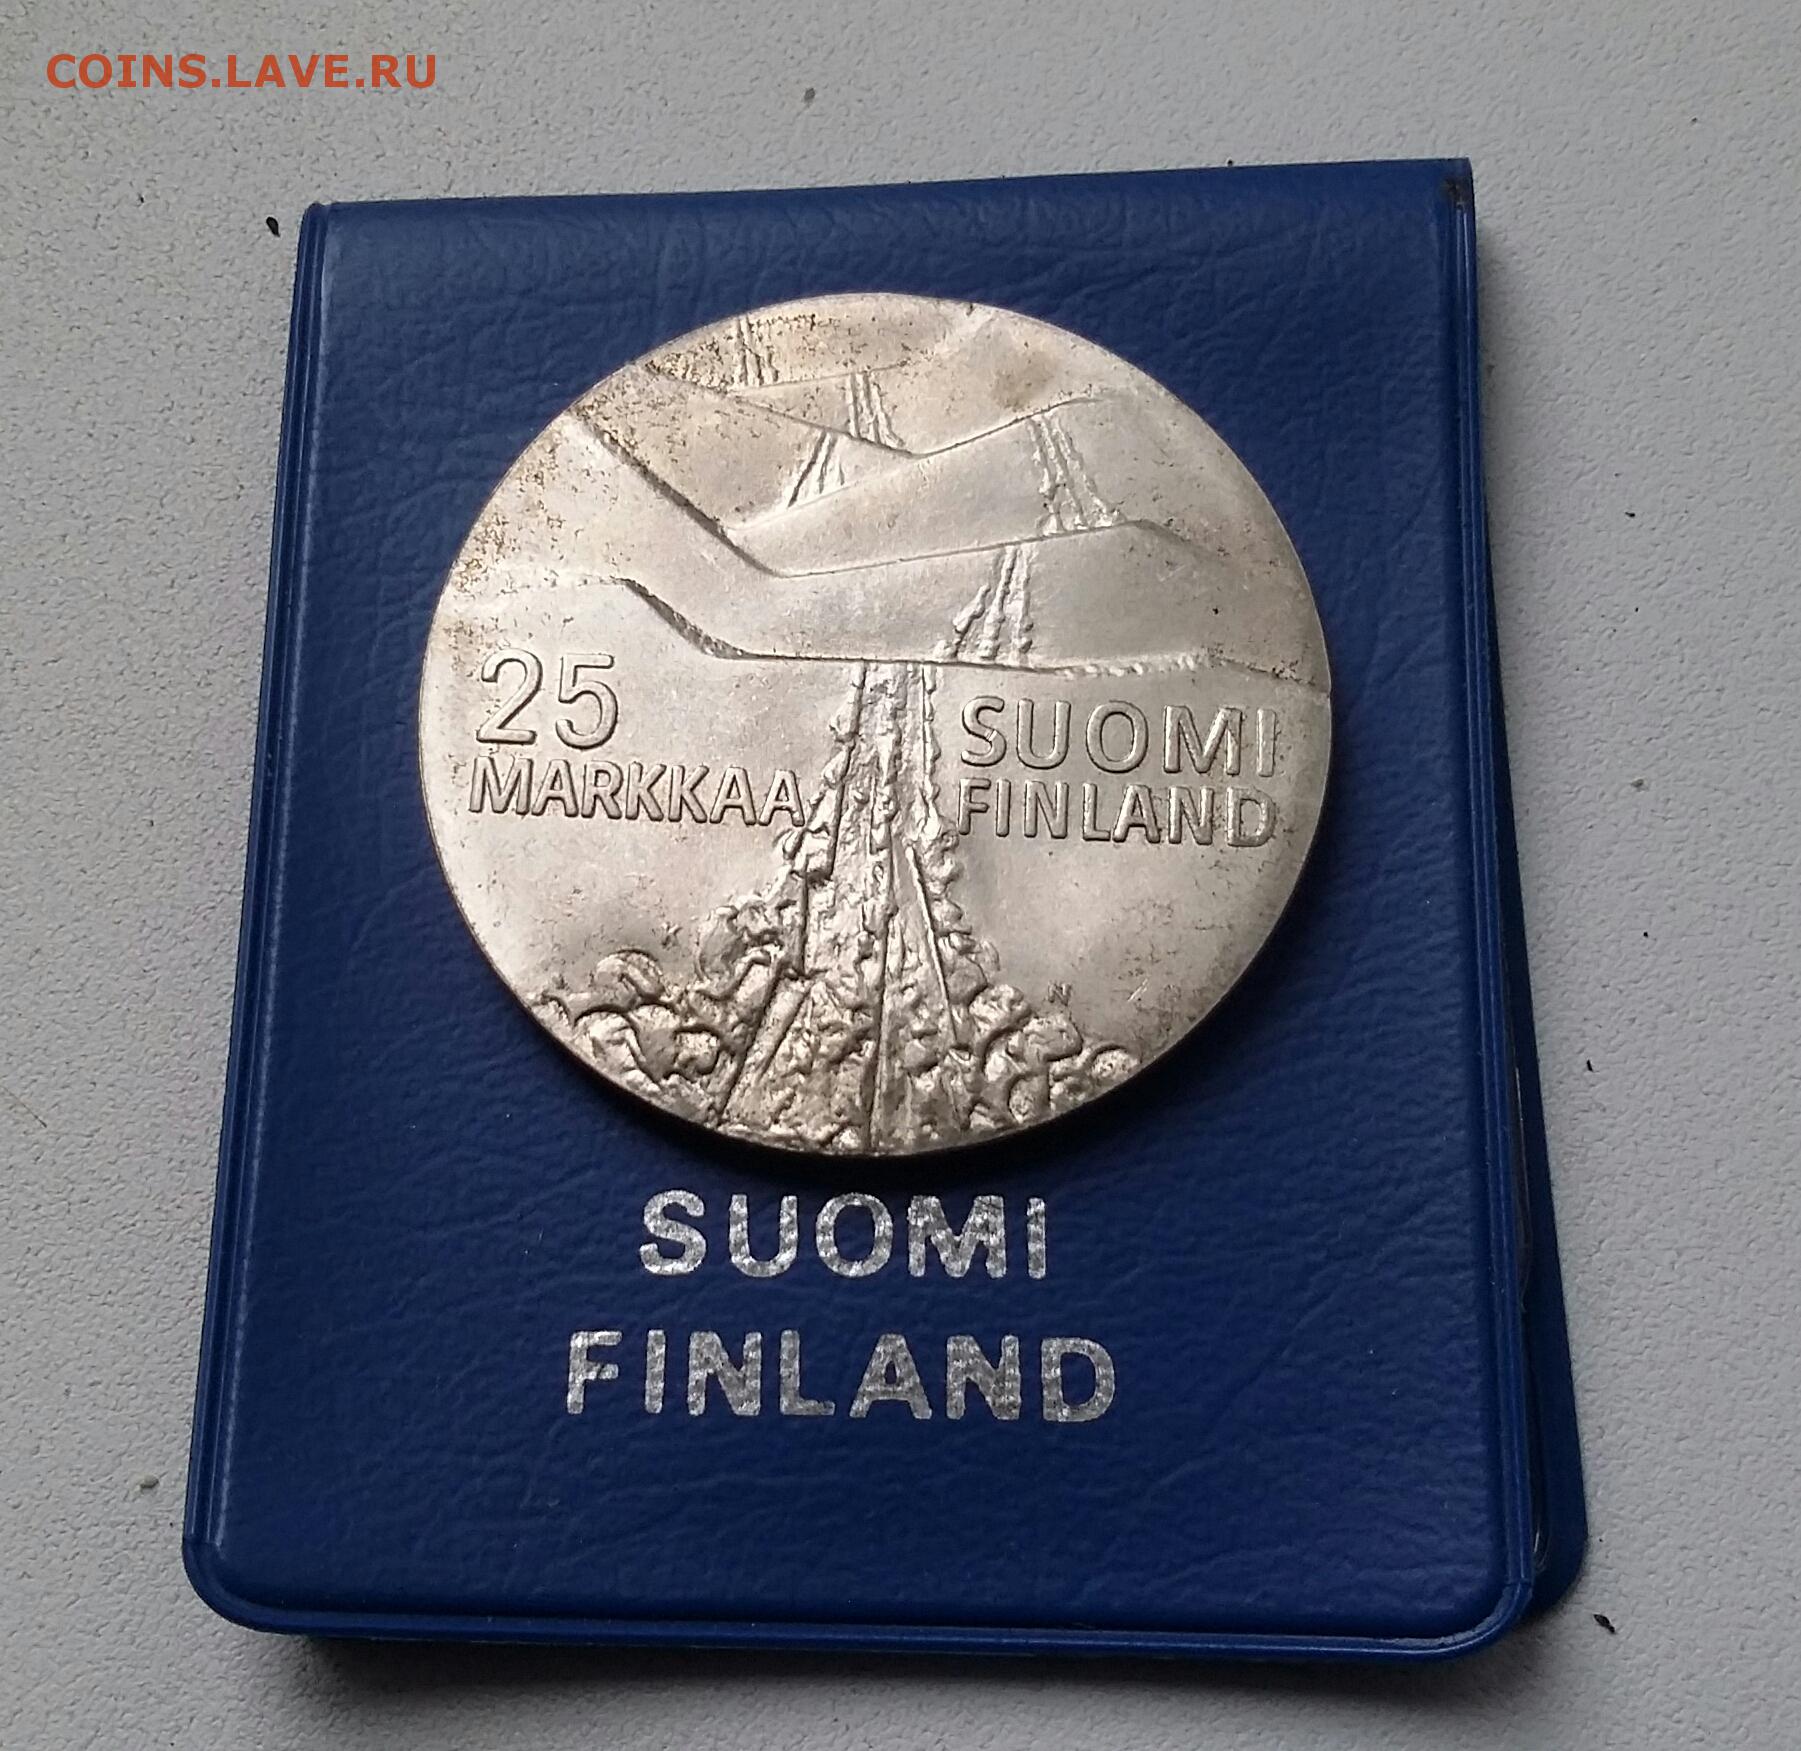 COINS.LAVE.RU
25
MARKKAA
SUOMI
FINLAND
K
N
SUOMI
FINLAND